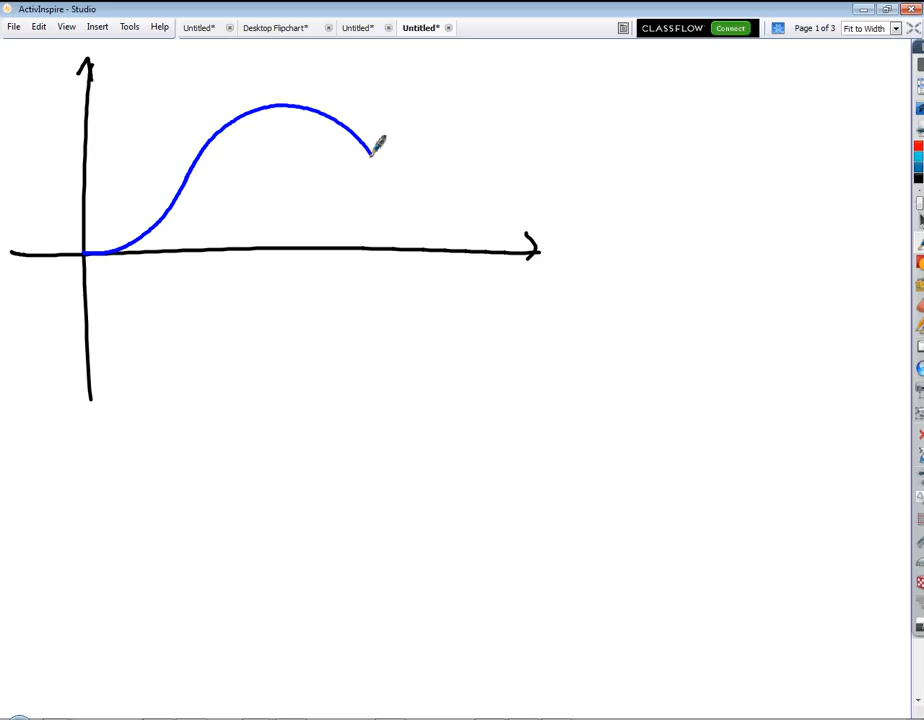 ActivInspire - Studio
File Edit View Insert Tools Help Untitled* Desktop Flipchart* Untitled* Untitled* CLASSFLOW Connect Page 1 of 3 Fit to Width